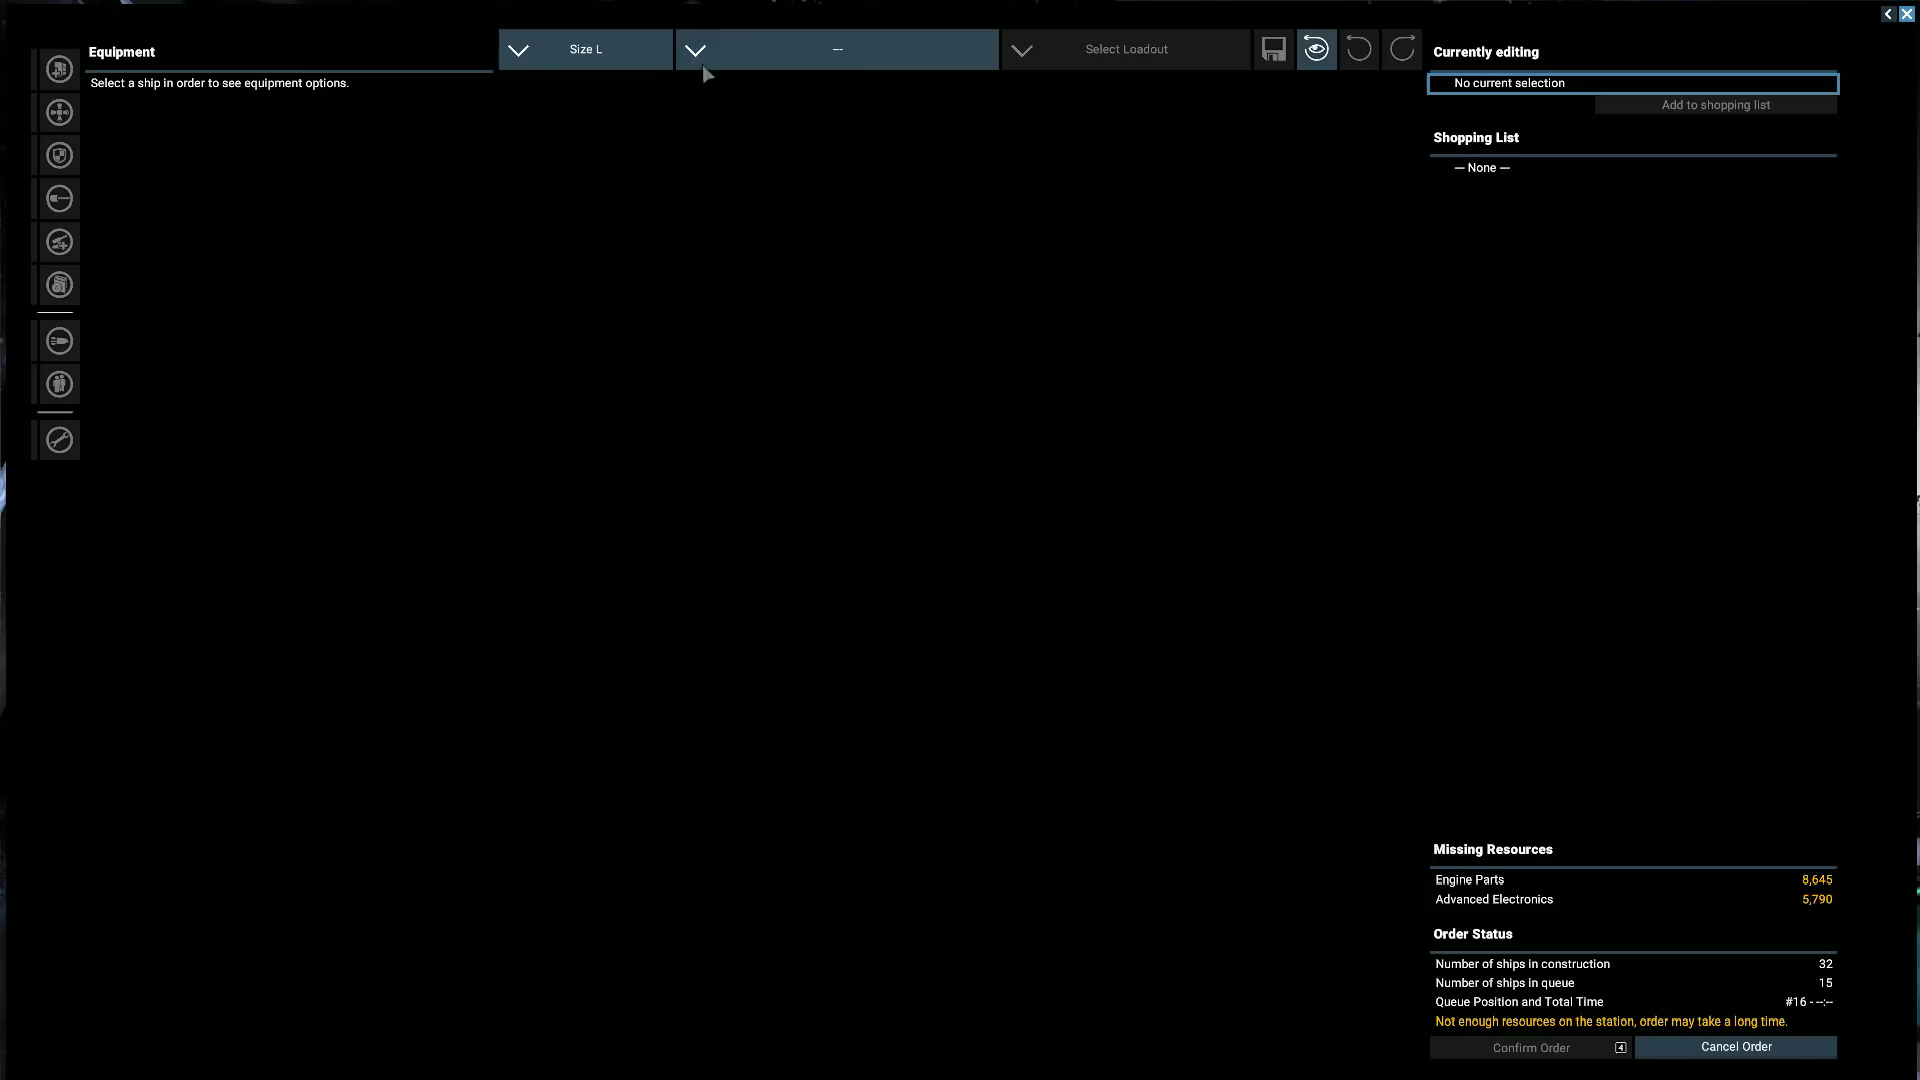 Equipment
Select a ship in order to see equipment options.
Size L
---
Select Loadout
Currently editing
No current selection
Add to shopping list
Shopping List
— None —
Missing Resources
Engine Parts 8,645
Advanced Electronics 5,790
Order Status
Number of ships in construction 32
Number of ships in queue 15
Queue Position and Total Time #16 - --:--
Not enough resources on the station, order may take a long time.
Confirm Order 4
Cancel Order